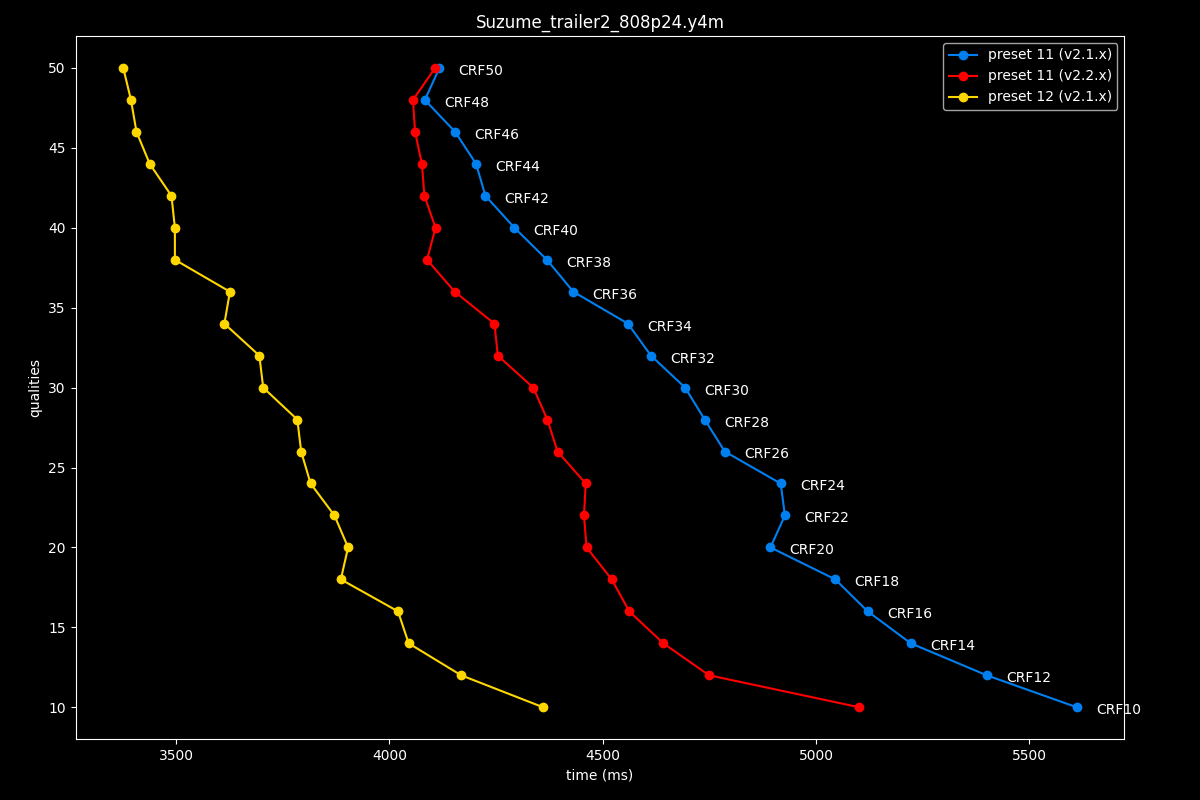 Suzume_trailer2_808p24.y4m
preset 11 (v2.1.x)
preset 11 (v2.2.x)
preset 12 (v2.1.x)
50
45
40
35
30
25
20
15
10
qualities
CRF50
CRF48
CRF46
CRF44
CRF42
CRF40
CRF38
CRF36
CRF34
CRF32
CRF30
CRF28
CRF26
CRF24
CRF22
CRF20
CRF18
CRF16
CRF14
CRF12
CRF10
3500 4000 4500 5000 5500
time (ms)